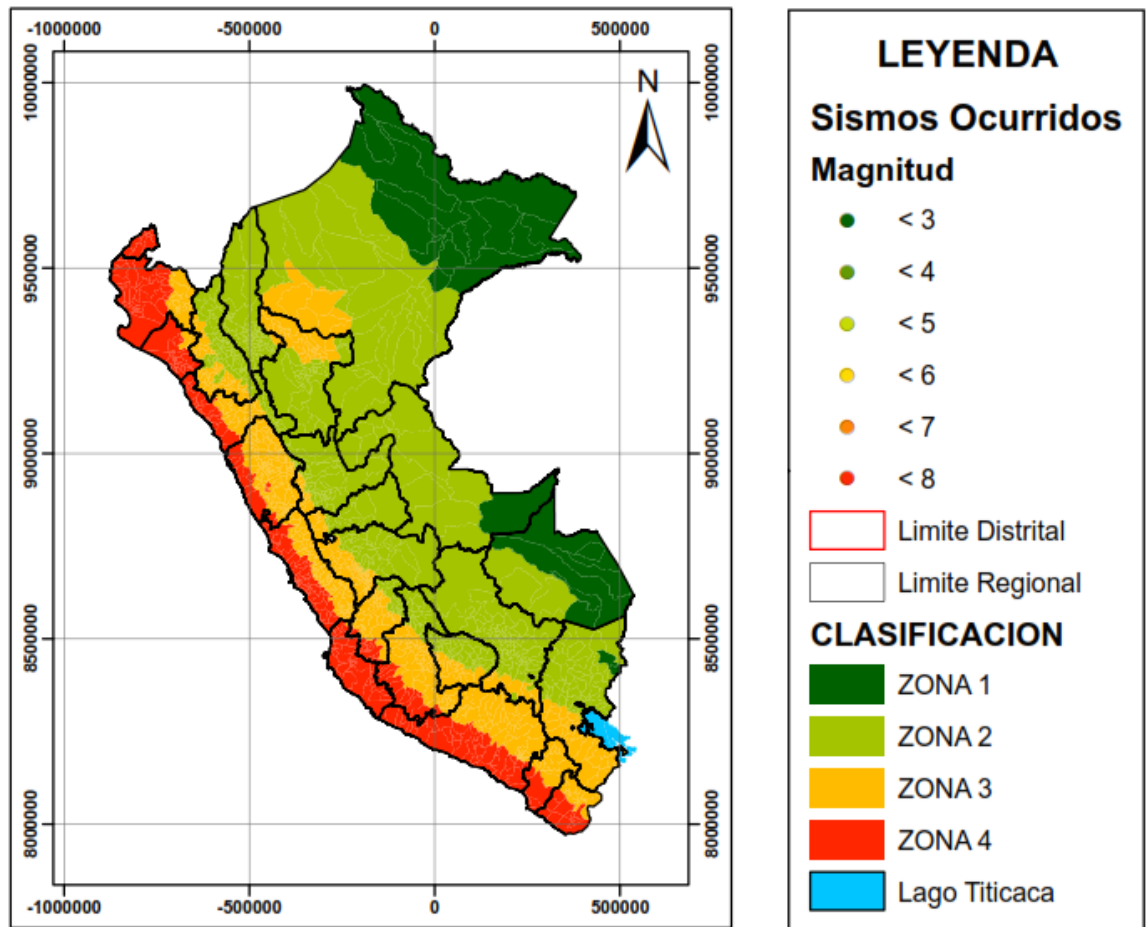 -1000000
-500000
0
500000
10000000
10000000
N
9500000
9500000
9000000
9000000
8500000
8500000
8000000
8000000
-1000000
-500000
0
500000
LEYENDA
Sismos Ocurridos
Magnitud
< 3
< 4
< 5
< 6
< 7
< 8
Limite Distrital
Limite Regional
CLASIFICACION
ZONA 1
ZONA 2
ZONA 3
ZONA 4
Lago Titicaca